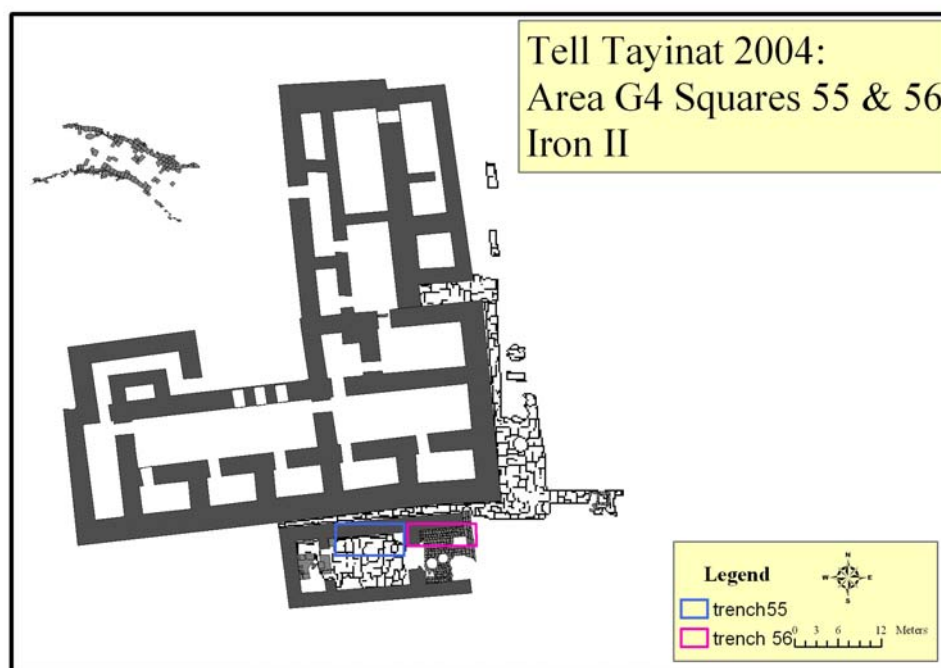 Tell Tayinat 2004:
Area G4 Squares 55 & 56
Iron II
Legend
N
W E
S
trench55
trench 56
0 3 6 12 Meters